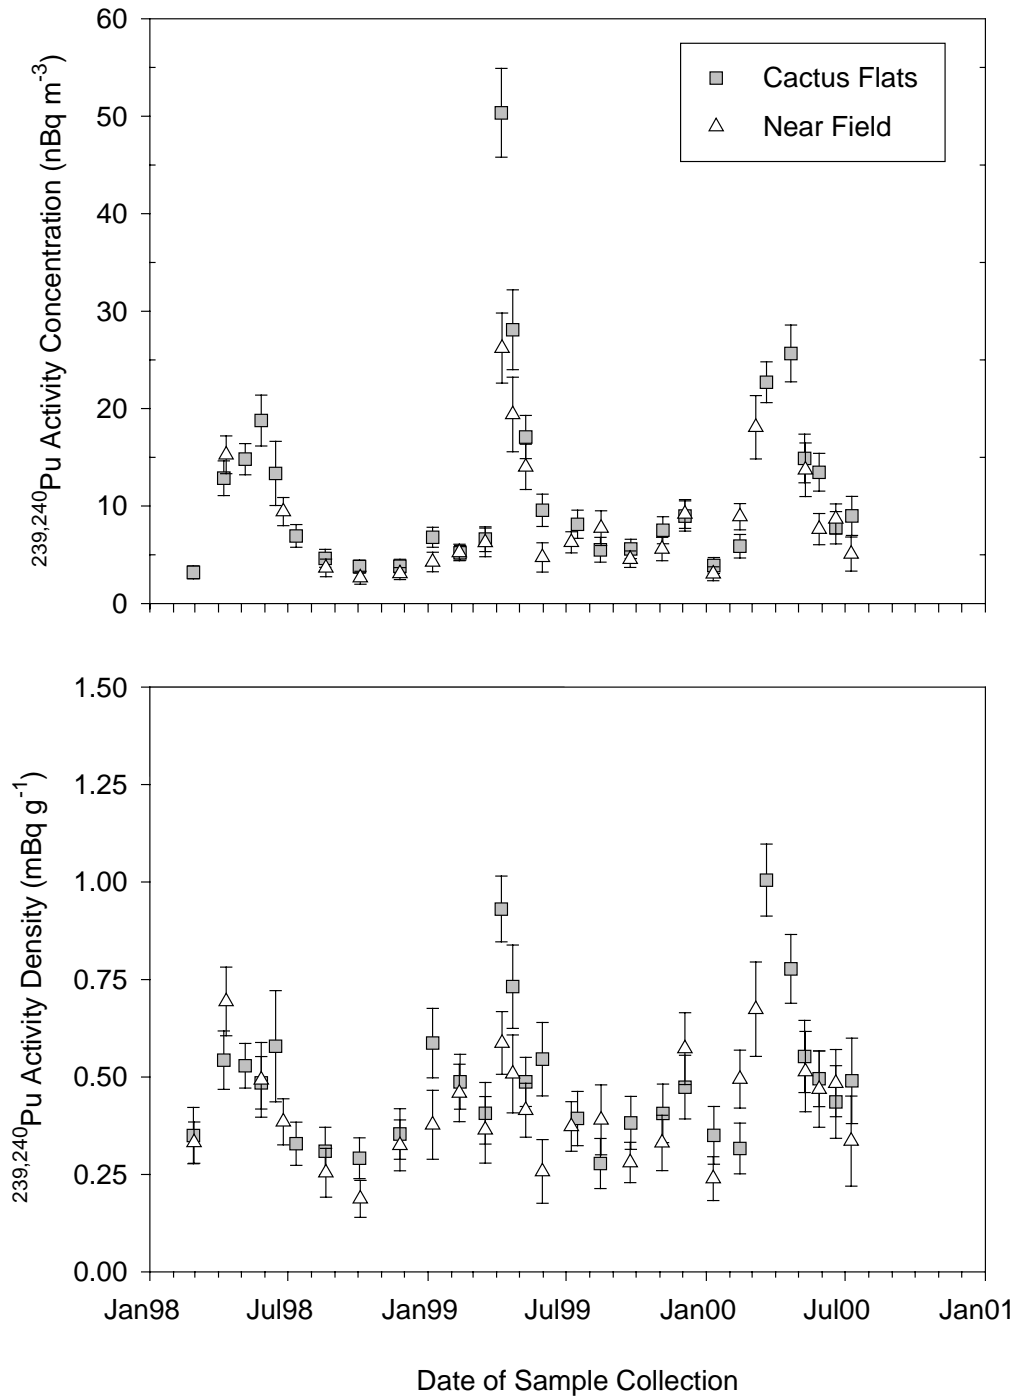 60
50
40
30
20
10
0
239,240Pu Activity Concentration (nBq m-3)
Cactus Flats
Near Field
1.50
1.25
1.00
0.75
0.50
0.25
0.00
239,240Pu Activity Density (mBq g-1)
Jan98 Jul98 Jan99 Jul99 Jan00 Jul00 Jan01
Date of Sample Collection